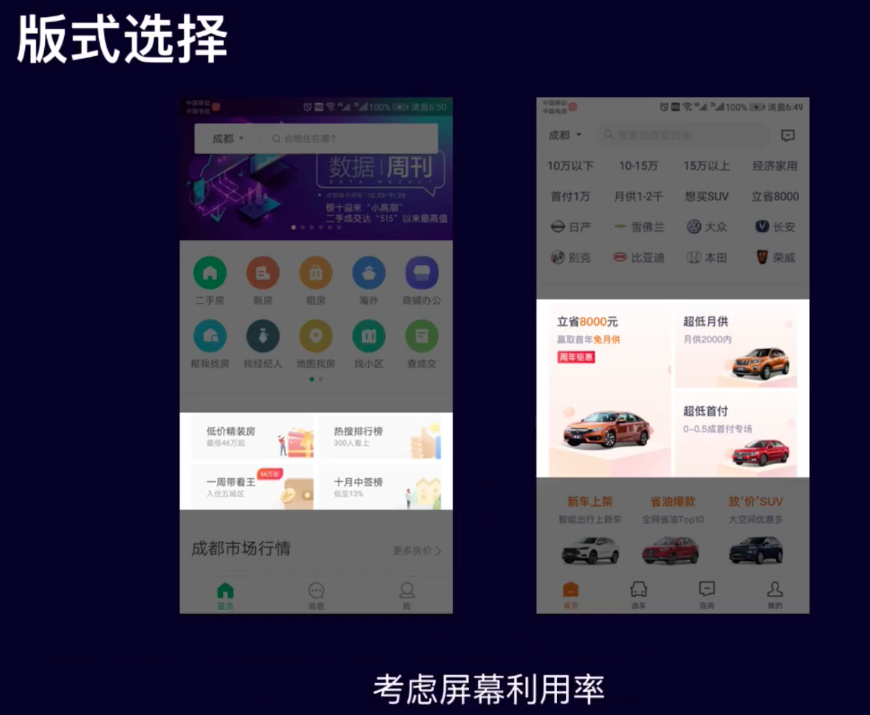 版式选择
中国移动
中国电信
HD
100%
清晨6:50
成都
你想住在哪？
数据周刊
DATA WEEKLY
极十迎来“小高潮”
二手成交达“515”以来最高值
二手房 新房 租房 海外 商铺办公
帮我找房 找经纪人 地图找房 找小区 查成交
低价精装房
最低46万起
热搜排行榜
300人看上
一周带看王
入住五城区
十月中签榜
低至13%
成都市场行情
更多房价
首页 消息 我
中国移动
中国电信
HD
100%
清晨6:49
成都
搜索您想要的车
10万以下 10-15万 15万以上 经济家用
首付1万 月供1-2千 想买SUV 立省8000
日产 雪佛兰 大众 长安
别克 比亚迪 本田 荣威
立省8000元
赢取首年免月供
周年钜惠
超低月供
月供2000内
超低首付
0-0.5成首付专场
新车上架 省油爆款 放‘价’SUV
智能出行上新车 全网省油Top10 大空间优惠多
首页 选车 咨询 我的
考虑屏幕利用率